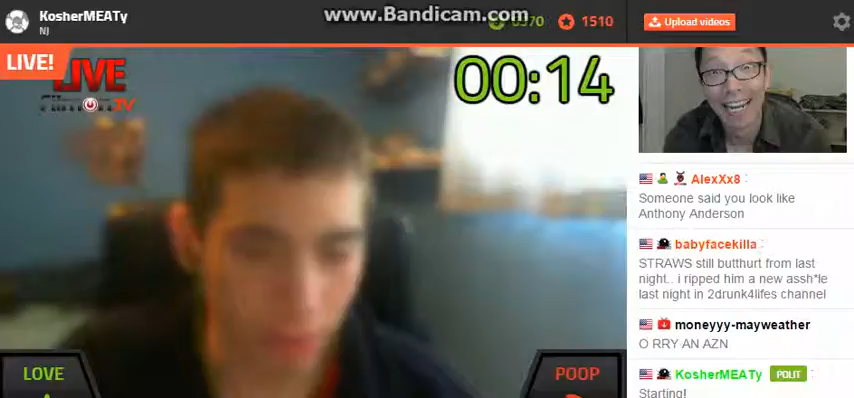 www.Bandicam.com
KosherMEATy
NJ
1510
Upload videos
LIVE!
LIVE
FilmOn.TV
00:14
AlexXx8 :
Someone said you look like
Anthony Anderson
babyfacekilla :
STRAWS still butthurt from last
night.. i ripped him a new assh*le
last night in 2drunk4lifes channel
moneyyy-mayweather
O RRY AN AZN
KosherMEATy POLIT :
Starting!
LOVE
POOP